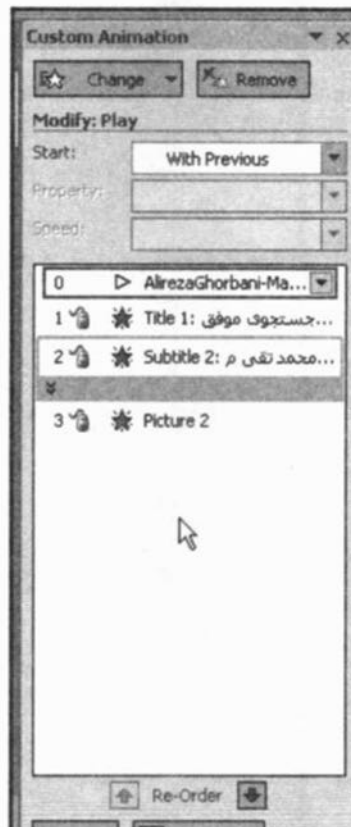 Custom Animation
Change Remove
Modify: Play
Start: With Previous
Property:
Speed:
0 AlirezaGhorbani-Ma...
1 Title 1: جستجوی موفق...
2 Subtitle 2: محمد تقی م...
3 Picture 2
Re-Order